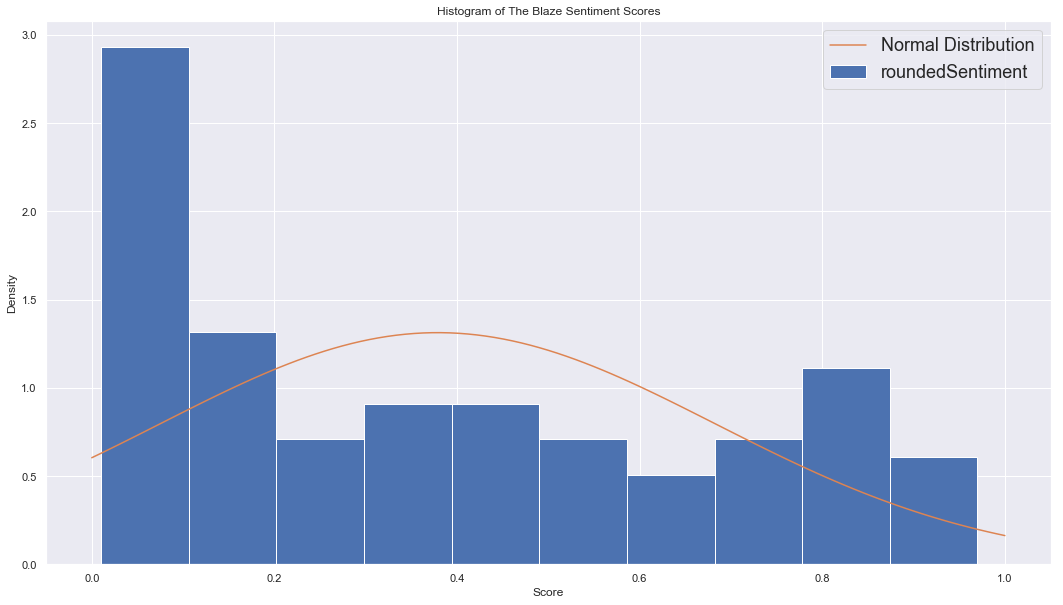 Histogram of The Blaze Sentiment Scores
Normal Distribution
roundedSentiment
3.0
2.5
2.0
1.5
1.0
0.5
0.0
Density
0.0 0.2 0.4 0.6 0.8 1.0
Score